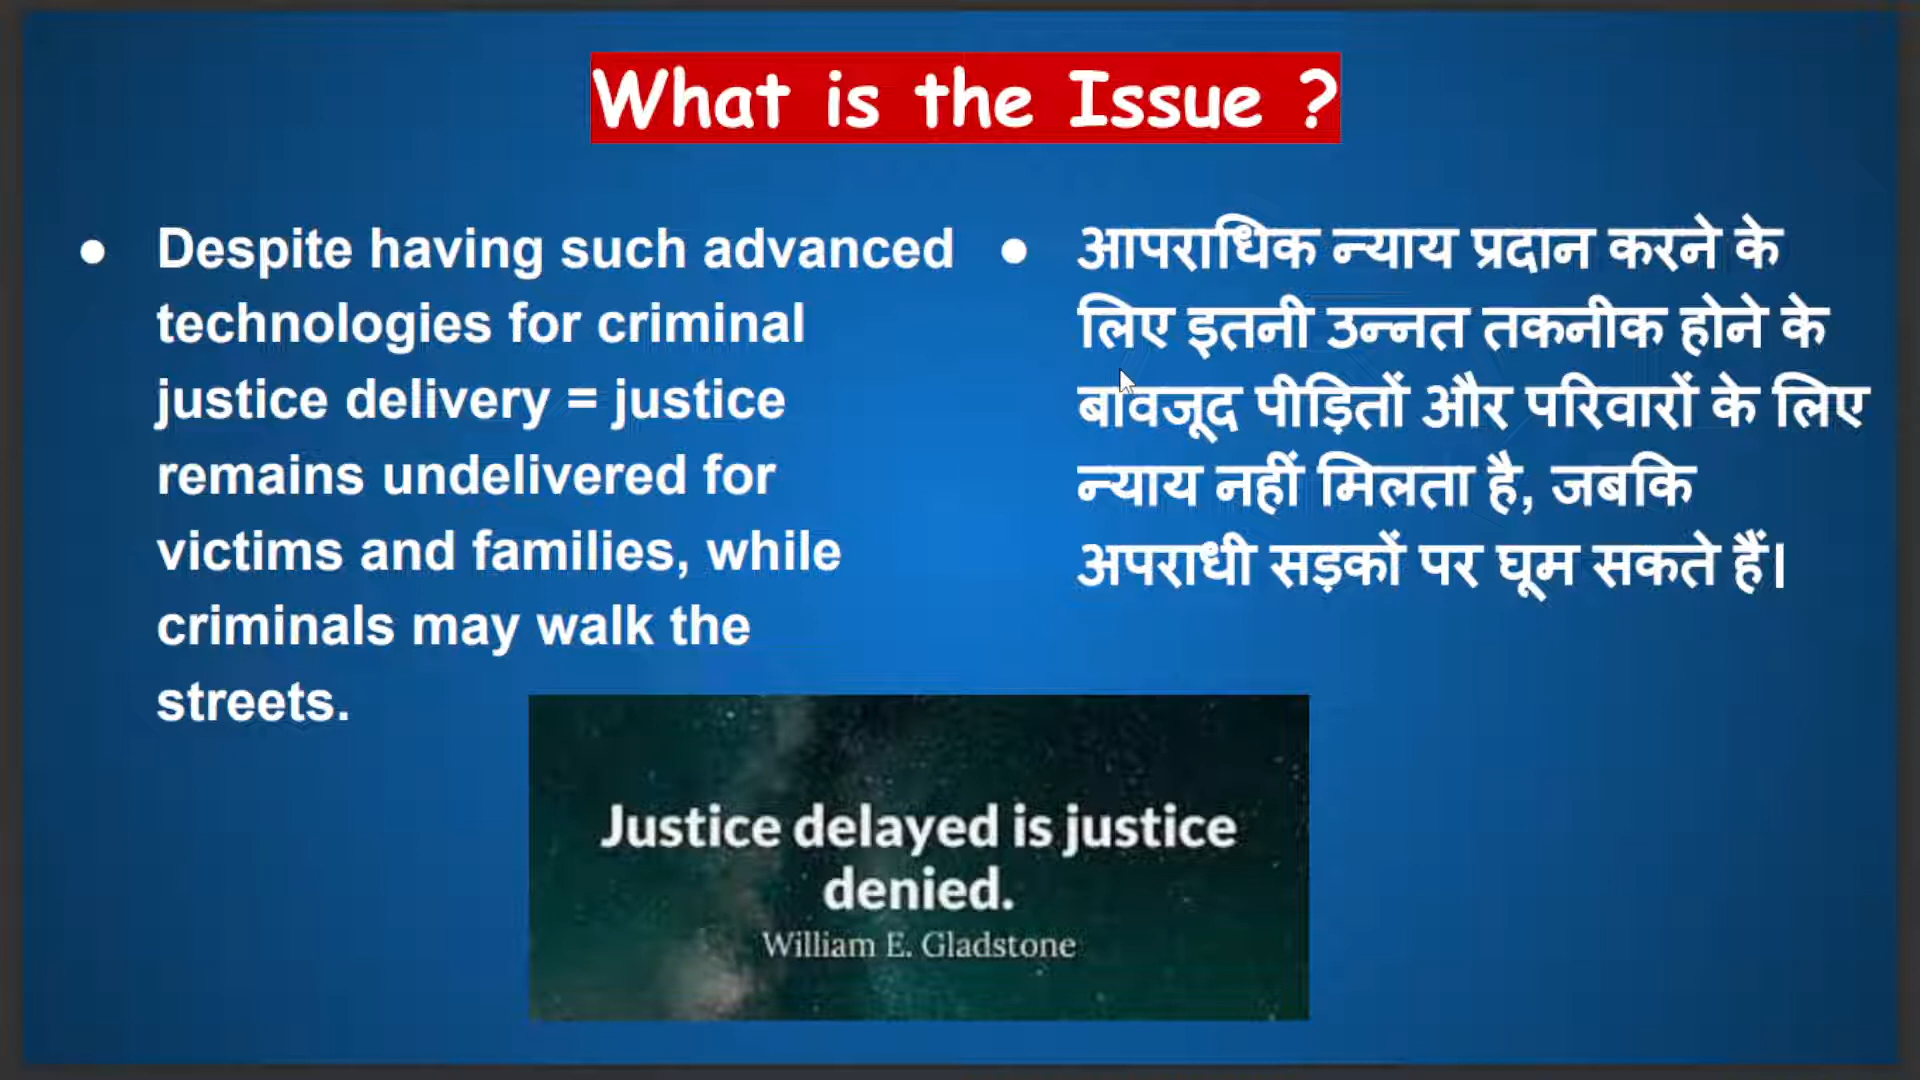 What is the Issue ?
● Despite having such advanced
technologies for criminal
justice delivery = justice
remains undelivered for
victims and families, while
criminals may walk the
streets.
● आपराधिक न्याय प्रदान करने के
लिए इतनी उन्नत तकनीक होने के
बावजूद पीड़ितों और परिवारों के लिए
न्याय नहीं मिलता है, जबकि
अपराधी सड़कों पर घूम सकते हैं।
Justice delayed is justice
denied.
William E. Gladstone